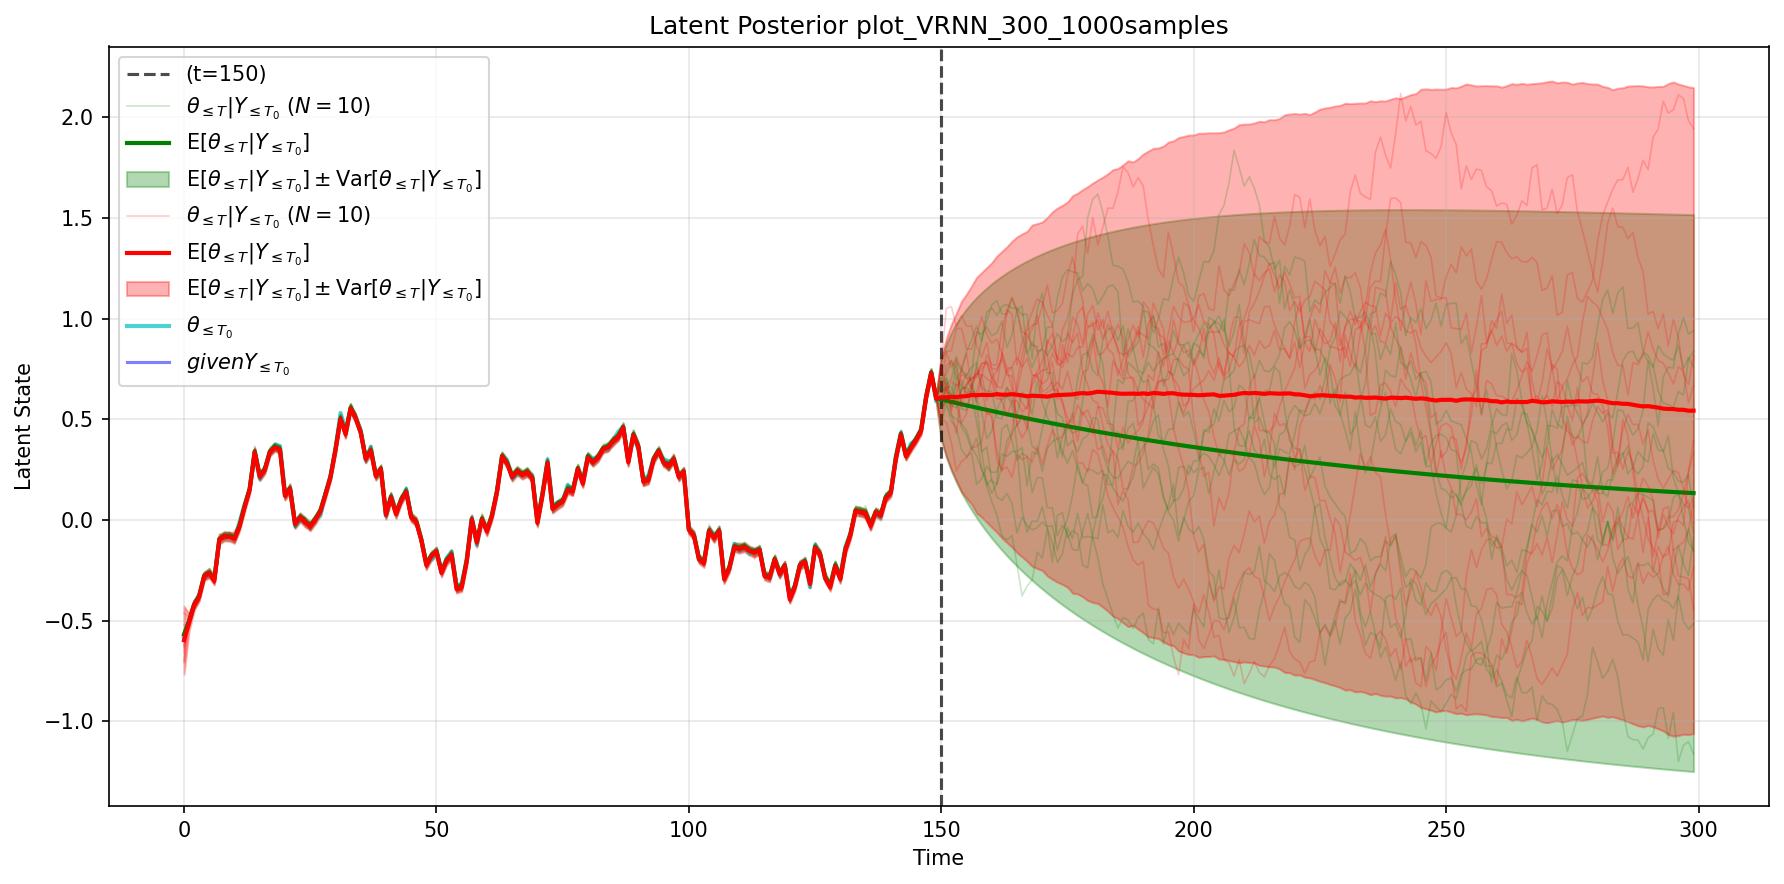 Latent Posterior plot_VRNN_300_1000samples
(t=150)
θ≤T|Y≤T₀ (N = 10)
E[θ≤T|Y≤T₀]
E[θ≤T|Y≤T₀] ± Var[θ≤T|Y≤T₀]
θ≤T|Y≤T₀ (N = 10)
E[θ≤T|Y≤T₀]
E[θ≤T|Y≤T₀] ± Var[θ≤T|Y≤T₀]
θ≤T₀
givenY≤T₀
2.0
1.5
1.0
0.5
0.0
−0.5
−1.0
Latent State
0 50 100 150 200 250 300
Time